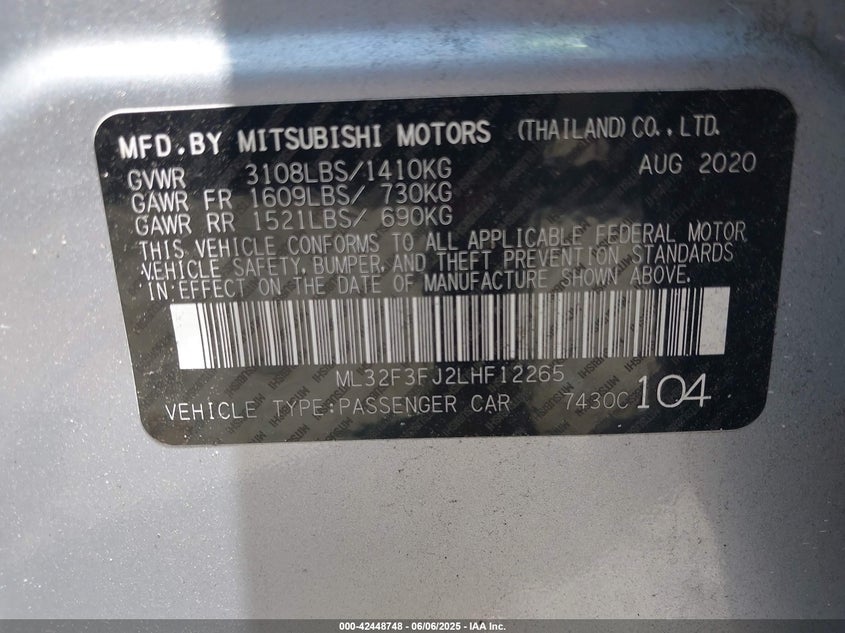 MFD.BY MITSUBISHI MOTORS (THAILAND)CO.,LTD.
GVWR 3108LBS/1410KG AUG 2020
GAWR FR 1609LBS/ 730KG
GAWR RR 1521LBS/ 690KG
THIS VEHICLE CONFORMS TO ALL APPLICABLE FEDERAL MOTOR
VEHICLE SAFETY, BUMPER, AND THEFT PREVENTION STANDARDS
IN EFFECT ON THE DATE OF MANUFACTURE SHOWN ABOVE.
ML32F3FJ2LHF12265
VEHICLE TYPE:PASSENGER CAR 7430C 104
000-42448748 - 06/06/2025 - IAA Inc.